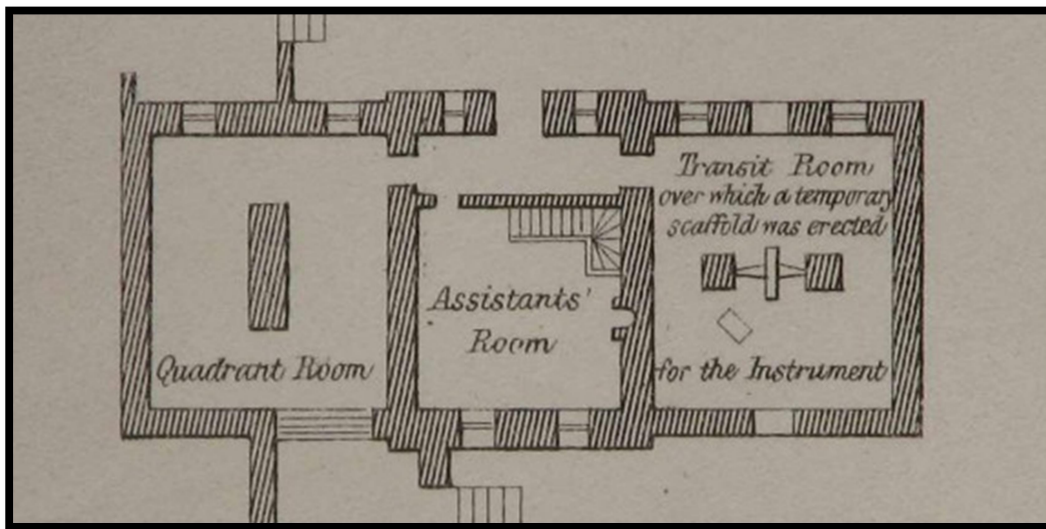 Quadrant Room
Assistants'
Room
Transit Room
over which a temporary
scaffold was erected
for the Instrument